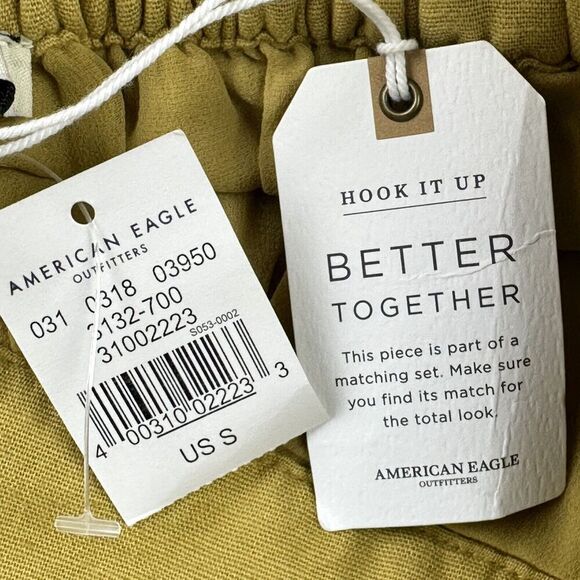 AMERICAN EAGLE
OUTFITTERS
031 0318 03950
3132-700
31002223
S053-0002
4 00310 02223 3
US S
HOOK IT UP
BETTER
TOGETHER
This piece is part of a
matching set. Make sure
you find its match for
the total look.
AMERICAN EAGLE
OUTFITTERS